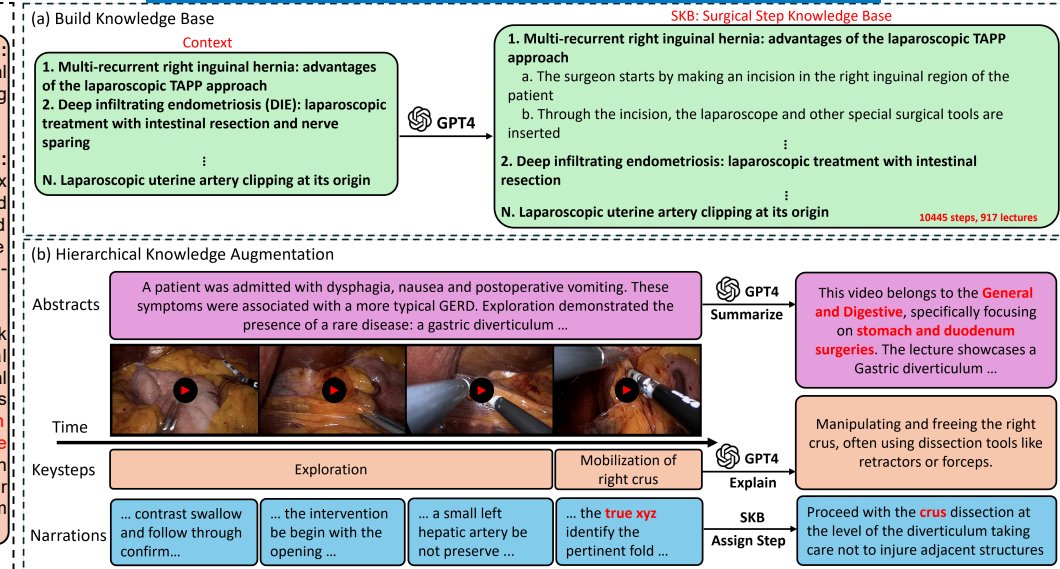 (a) Build Knowledge Base
Context
1. Multi-recurrent right inguinal hernia: advantages
of the laparoscopic TAPP approach
2. Deep infiltrating endometriosis (DIE): laparoscopic
treatment with intestinal resection and nerve
sparing
⋮
N. Laparoscopic uterine artery clipping at its origin
GPT4
SKB: Surgical Step Knowledge Base
1. Multi-recurrent right inguinal hernia: advantages of the laparoscopic TAPP
approach
a. The surgeon starts by making an incision in the right inguinal region of the
patient
b. Through the incision, the laparoscope and other special surgical tools are
inserted
⋮
2. Deep infiltrating endometriosis: laparoscopic treatment with intestinal
resection
⋮
N. Laparoscopic uterine artery clipping at its origin
10445 steps, 917 lectures
(b) Hierarchical Knowledge Augmentation
Abstracts
A patient was admitted with dysphagia, nausea and postoperative vomiting. These
symptoms were associated with a more typical GERD. Exploration demonstrated the
presence of a rare disease: a gastric diverticulum ...
GPT4
Summarize
This video belongs to the General
and Digestive, specifically focusing
on stomach and duodenum
surgeries. The lecture showcases a
Gastric diverticulum ...
Time
Keysteps
Exploration
Mobilization of
right crus
GPT4
Explain
Manipulating and freeing the right
crus, often using dissection tools like
retractors or forceps.
Narrations
... contrast swallow
and follow through
confirm...
... the intervention
be begin with the
opening ...
... a small left
hepatic artery be
not preserve ...
... the true xyz
identify the
pertinent fold ...
SKB
Assign Step
Proceed with the crus dissection at
the level of the diverticulum taking
care not to injure adjacent structures